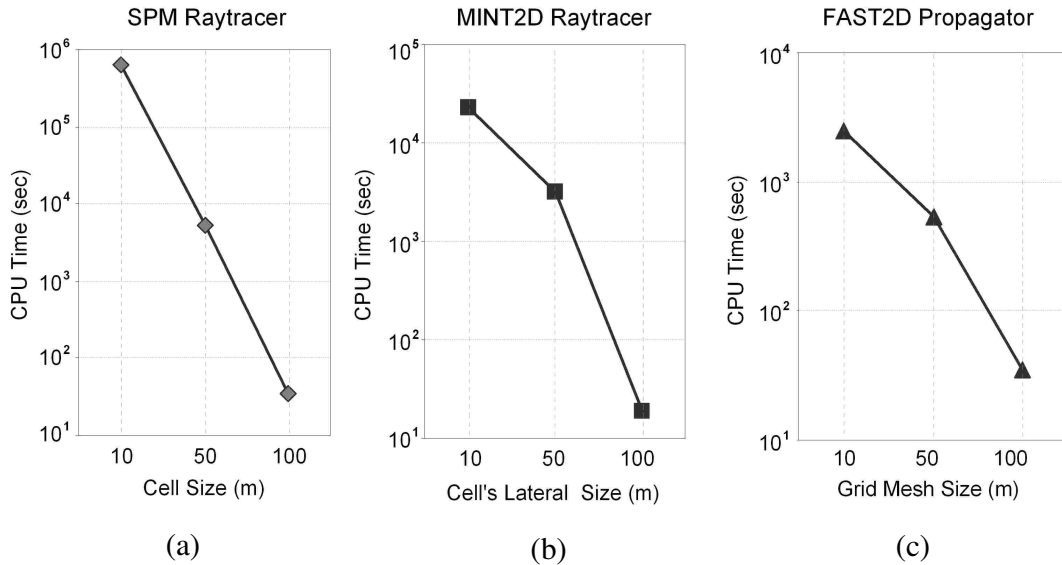 SPM Raytracer
CPU Time (sec)
10^6
10^5
10^4
10^3
10^2
10^1
10 50 100
Cell Size (m)
(a)
MINT2D Raytracer
CPU Time (sec)
10^5
10^4
10^3
10^2
10^1
10 50 100
Cell's Lateral Size (m)
(b)
FAST2D Propagator
CPU Time (sec)
10^4
10^3
10^2
10^1
10 50 100
Grid Mesh Size (m)
(c)